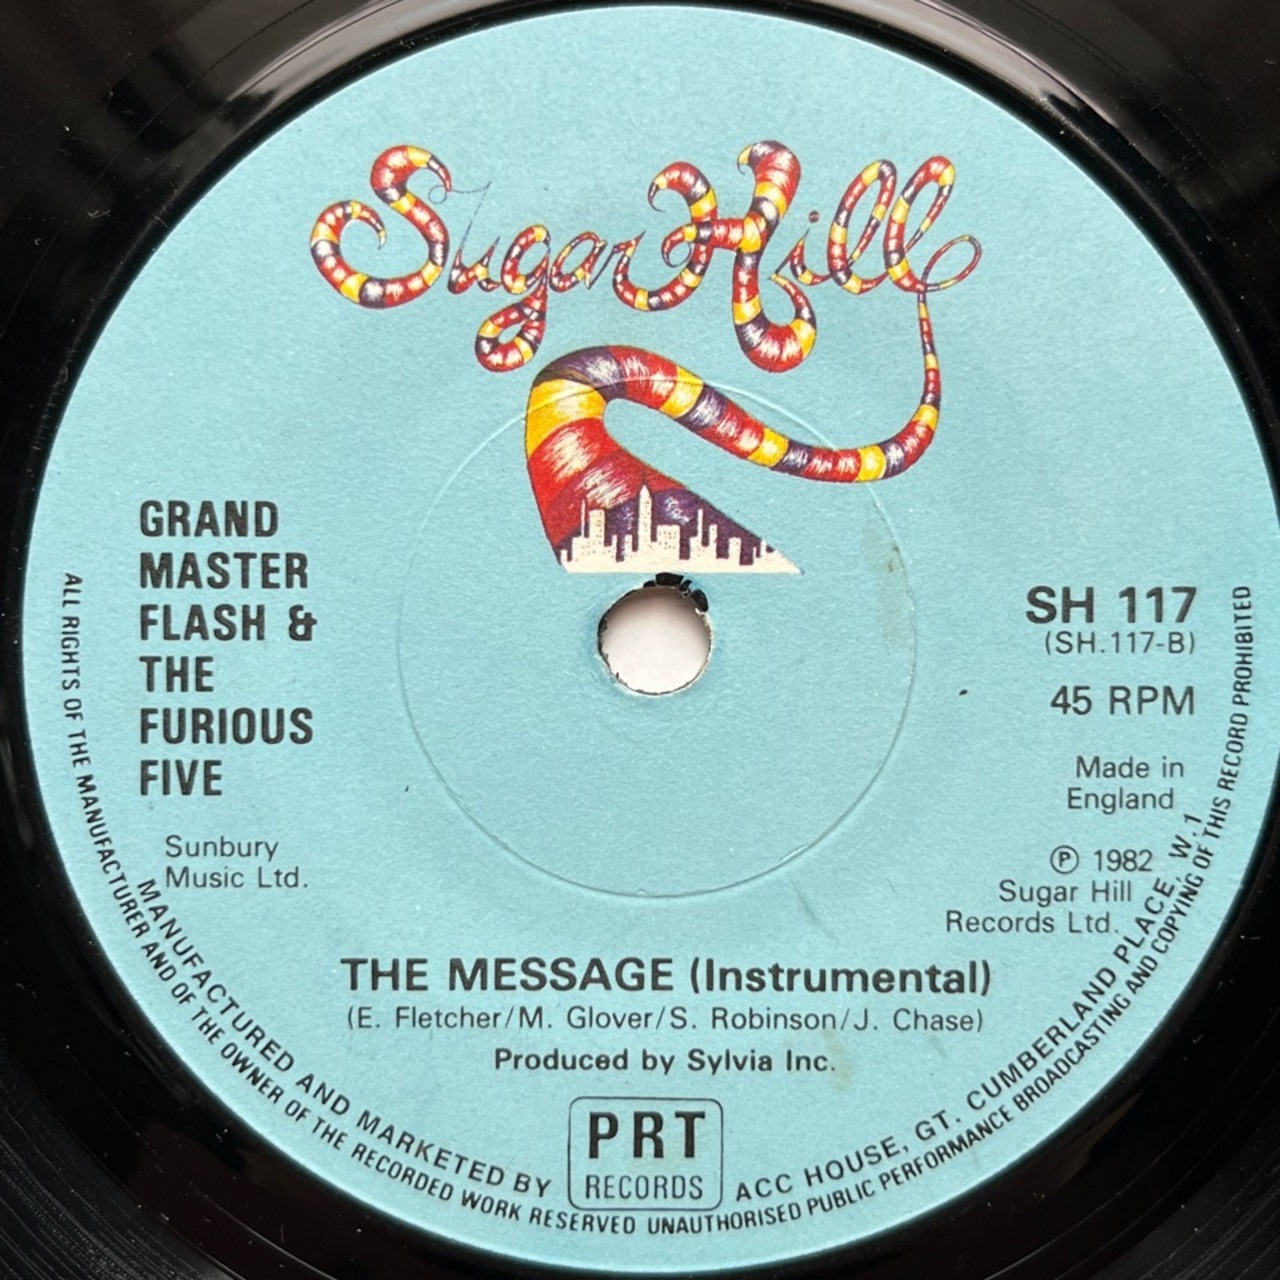 Sugar Hill
GRAND
MASTER
FLASH &
THE
FURIOUS
FIVE
Sunbury
Music Ltd.
SH 117
(SH.117-B)
45 RPM
Made in
England
Ⓟ 1982
Sugar Hill
Records Ltd.
THE MESSAGE (Instrumental)
(E. Fletcher/M. Glover/S. Robinson/J. Chase)
Produced by Sylvia Inc.
MANUFACTURED AND MARKETED BY PRT RECORDS ACC HOUSE, GT. CUMBERLAND PLACE, W.1
ALL RIGHTS OF THE MANUFACTURER AND OF THE OWNER OF THE RECORDED WORK RESERVED UNAUTHORISED PUBLIC PERFORMANCE BROADCASTING AND COPYING OF THIS RECORD PROHIBITED